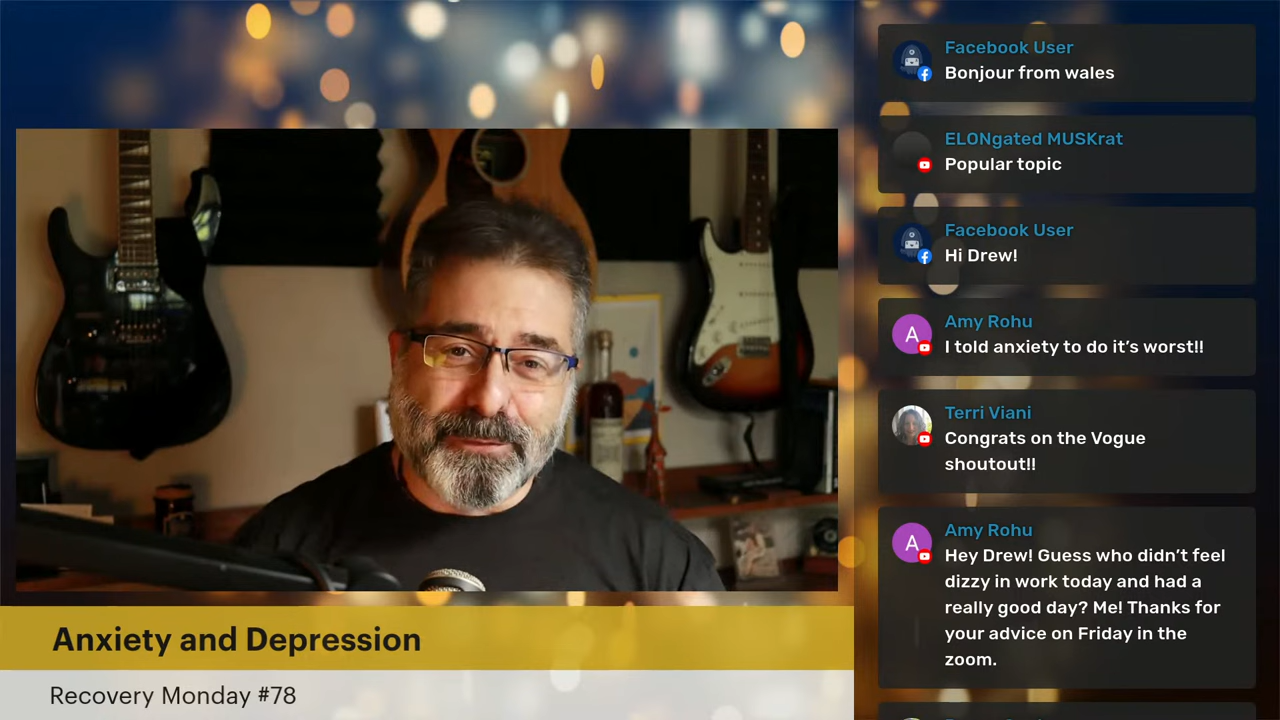 Facebook User
Bonjour from wales
ELONgated MUSKrat
Popular topic
Facebook User
Hi Drew!
A
Amy Rohu
I told anxiety to do it’s worst!!
Terri Viani
Congrats on the Vogue
shoutout!!
A
Amy Rohu
Hey Drew! Guess who didn’t feel
dizzy in work today and had a
really good day? Me! Thanks for
your advice on Friday in the
zoom.
Anxiety and Depression
Recovery Monday #78